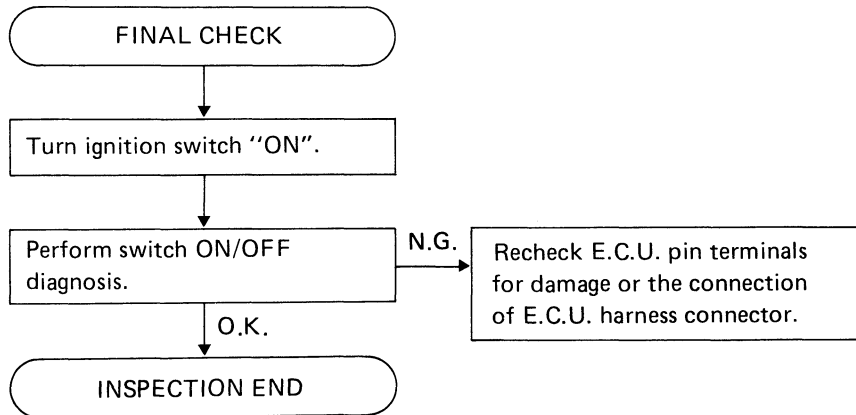 FINAL CHECK
Turn ignition switch "ON".
Perform switch ON/OFF
diagnosis.
N.G.
Recheck E.C.U. pin terminals
for damage or the connection
of E.C.U. harness connector.
O.K.
INSPECTION END